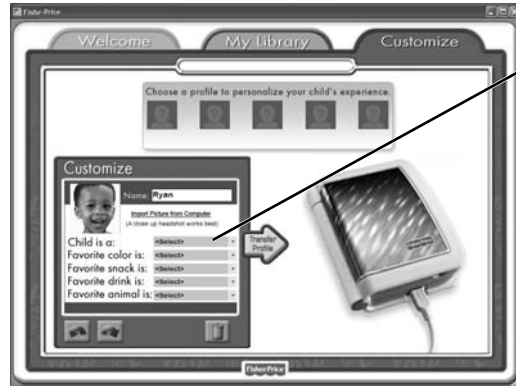 Fisher-Price
Welcome
My Library
Customize
Choose a profile to personalize your child's experience.
Customize
Name: Ryan
Import Picture from Computer
(A close up headshot works best)
Child is a: <Select>
Favorite color is: <Select>
Favorite snack is: <Select>
Favorite drink is: <Select>
Favorite animal is: <Select>
Transfer
Profile
Fisher-Price